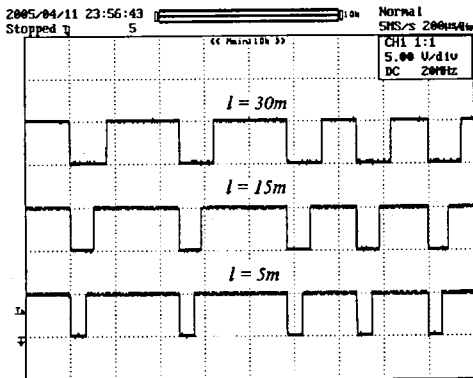 2005/04/11 23:56:43
Stopped 5
10k
Normal
5MS/s 200µs/div
<< Main:10k >>
CH1 1:1
5.00 V/div
DC 20MHz
l = 30m
l = 15m
l = 5m